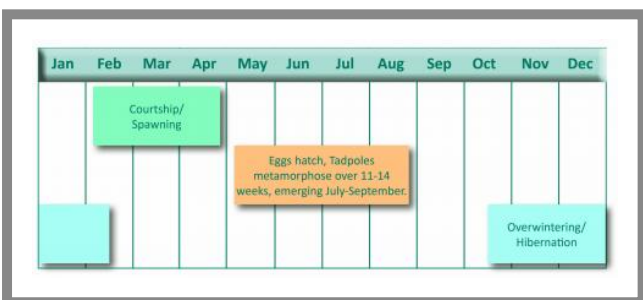 Jan Feb Mar Apr May Jun Jul Aug Sep Oct Nov Dec
Courtship/
Spawning
Eggs hatch, Tadpoles
metamorphose over 11-14
weeks, emerging July-September.
Overwintering/
Hibernation